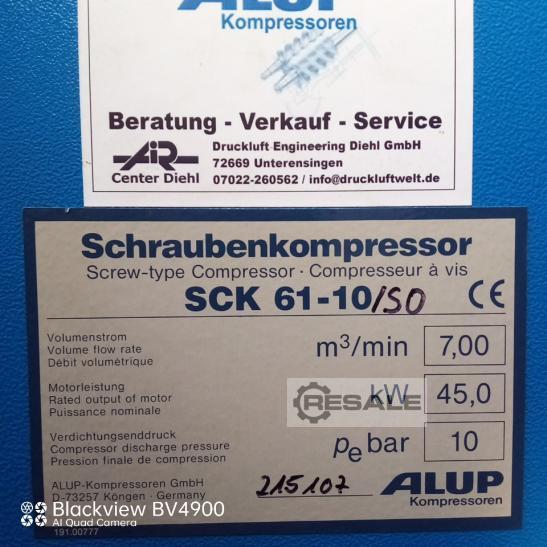 ALUP
Kompressoren
Beratung - Verkauf - Service
AiR
Center Diehl
Druckluft Engineering Diehl GmbH
72669 Unterensingen
07022-260562 / info@druckluftwelt.de
Schraubenkompressor
Screw-type Compressor · Compresseur à vis
SCK 61-10/ISO CE
Volumenstrom
Volume flow rate
Débit volumétrique
m³/min 7,00
Motorleistung
Rated output of motor
Puissance nominale
kW 45,0
RESALE
Verdichtungsenddruck
Compressor discharge pressure
Pression finale de compression
pe bar 10
ALUP-Kompressoren GmbH
D-73257 Köngen · Germany
215107
ALUP
Kompressoren
191.00777
Blackview BV4900
AI Quad Camera